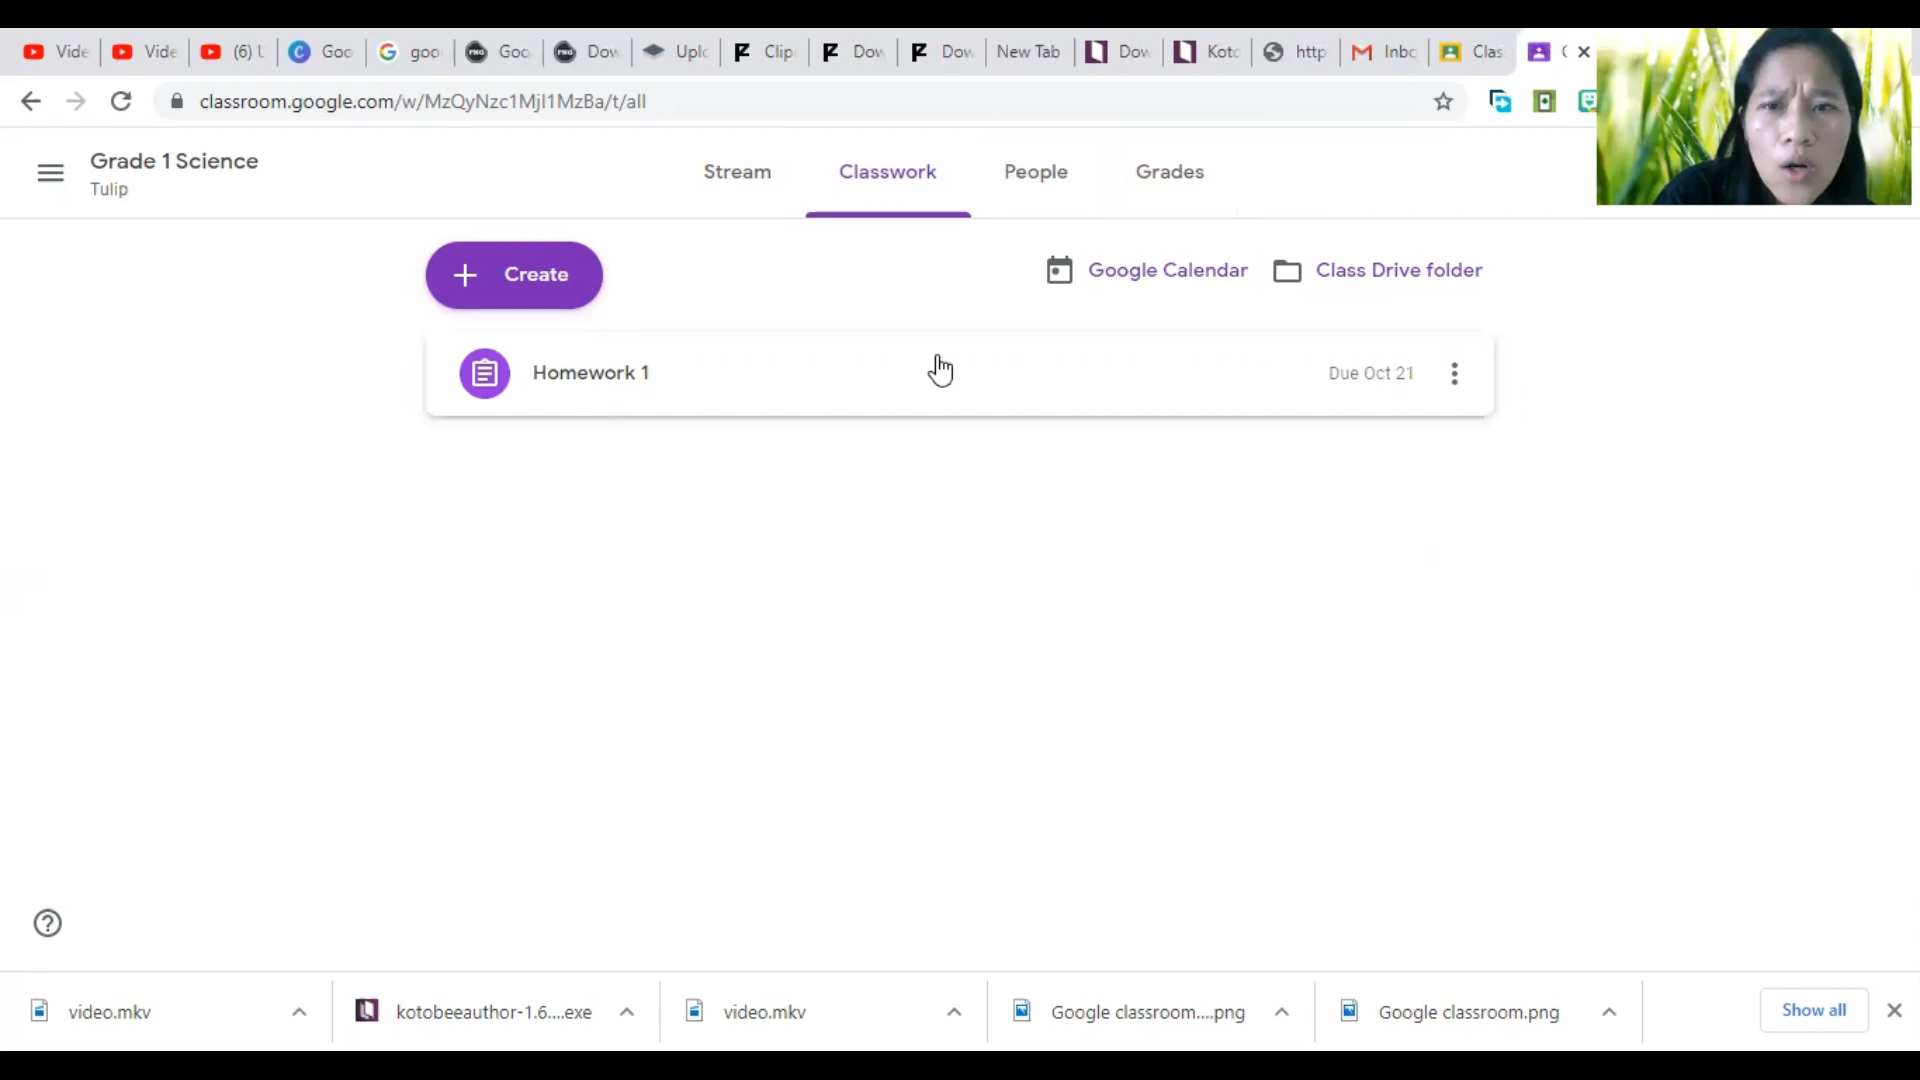 Vide Vide (6) Goo goo Goo Dow Uplc Clip Dow Dow New Tab Dow Koto http Inbc Clas
classroom.google.com/w/MzQyNzc1MjI1MzBa/t/all
Grade 1 Science
Tulip
Stream Classwork People Grades
Create
Google Calendar Class Drive folder
Homework 1
Due Oct 21
video.mkv kotobeeauthor-1.6....exe video.mkv Google classroom....png Google classroom.png Show all